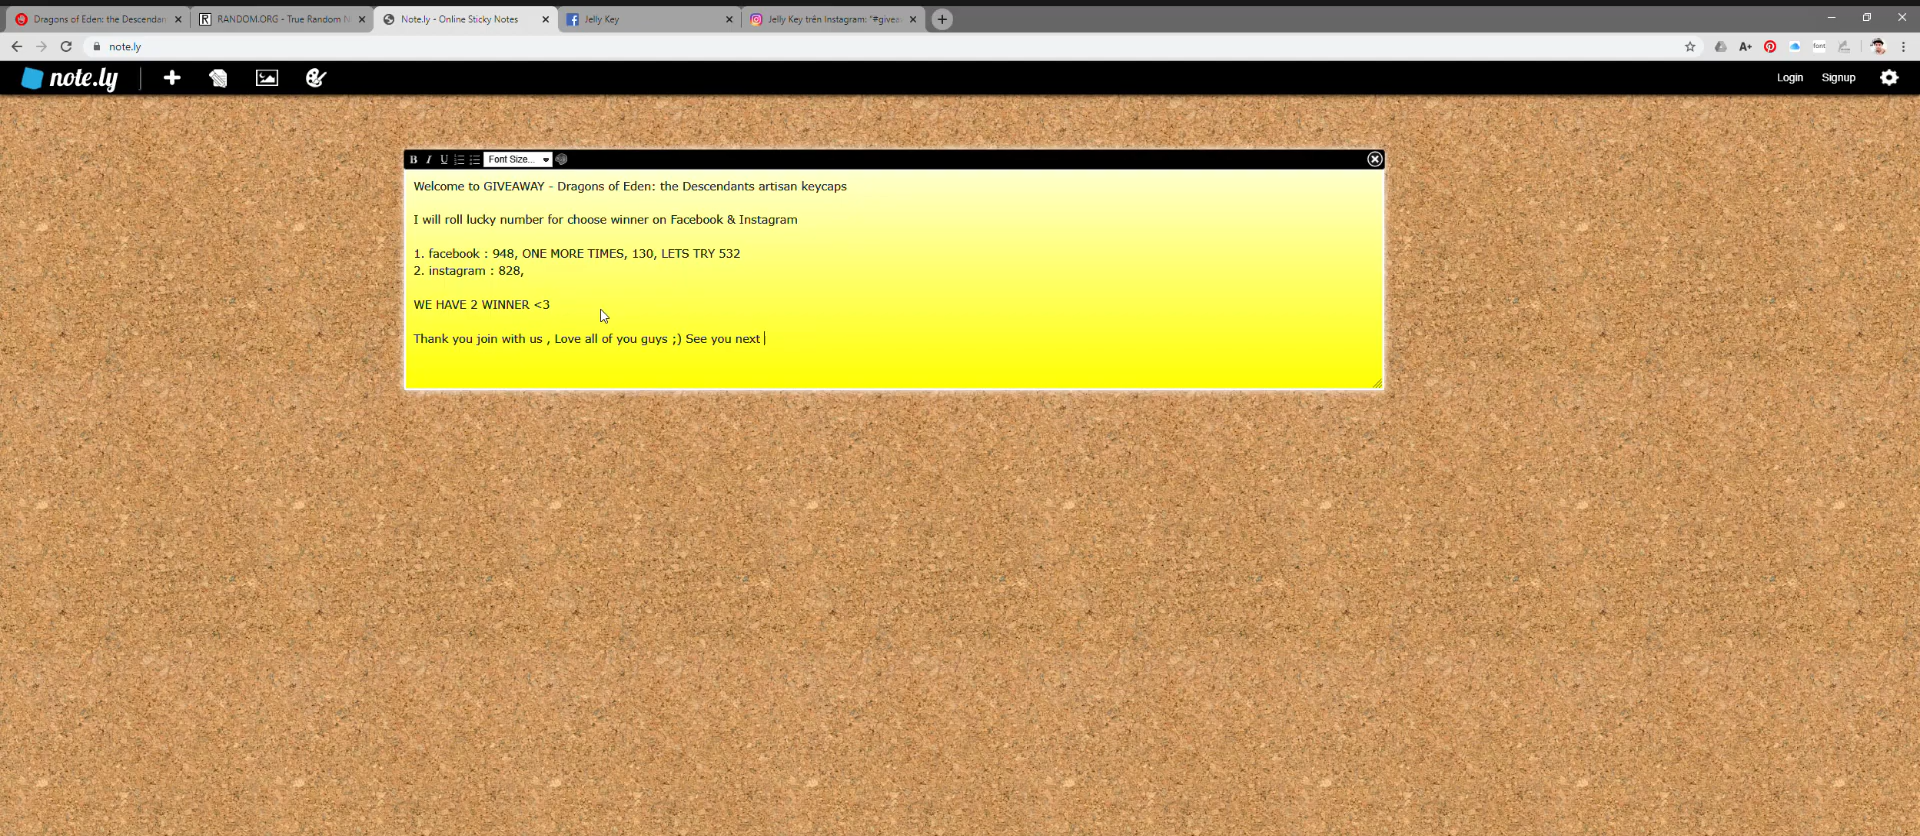 Dragons of Eden: the Descendan
RANDOM.ORG - True Random N
Note.ly - Online Sticky Notes
Jelly Key
Jelly Key trên Instagram: "#givea
note.ly
A+
font
note.ly
Login
Signup
B I U
Font Size...
Welcome to GIVEAWAY - Dragons of Eden: the Descendants artisan keycaps
I will roll lucky number for choose winner on Facebook & Instagram
1. facebook : 948, ONE MORE TIMES, 130, LETS TRY 532
2. instagram : 828,
WE HAVE 2 WINNER <3
Thank you join with us , Love all of you guys ;) See you next